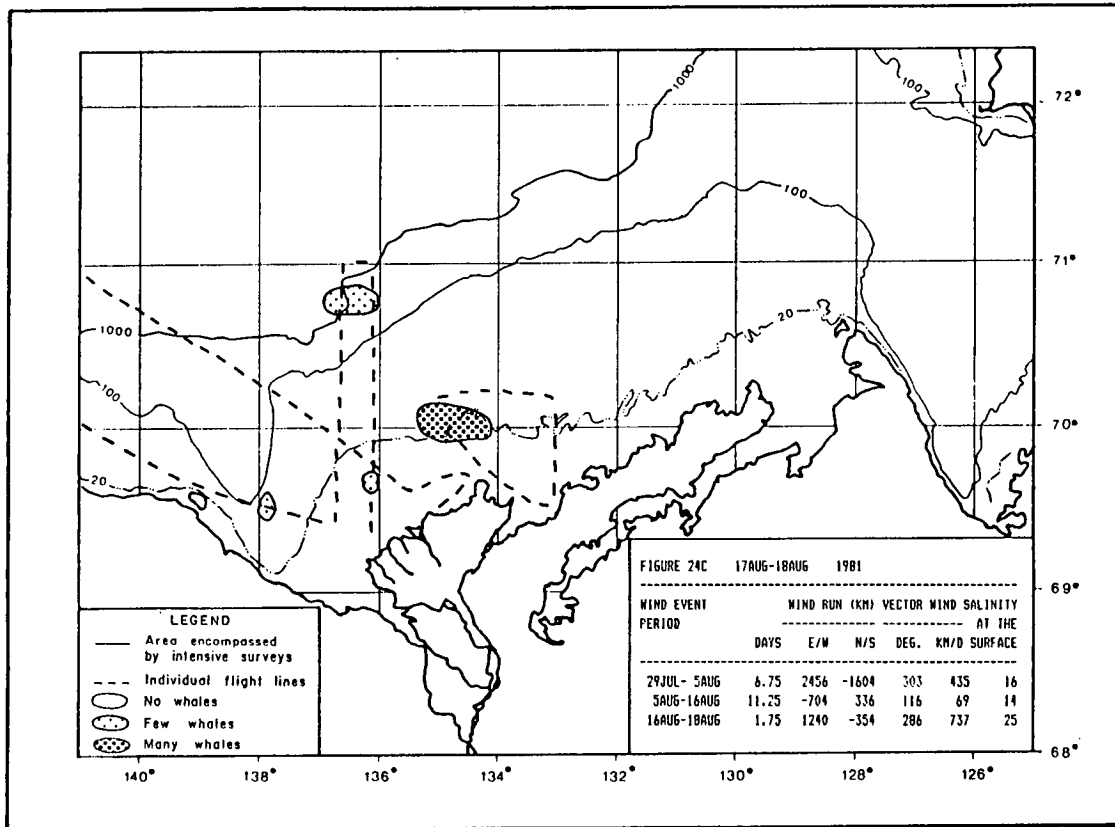 1000
100
100
72°
100
71°
1000
20
100
70°
20
FIGURE 24C 17AUG-18AUG 1981
WIND EVENT WIND RUN (KM) VECTOR WIND SALINITY
PERIOD AT THE
DAYS E/W N/S DEG. KM/D SURFACE
29JUL- 5AUG 6.75 2456 -1604 303 435 16
5AUG-16AUG 11.25 -704 336 116 69 14
16AUG-18AUG 1.75 1240 -354 286 737 25
69°
LEGEND
Area encompassed
by intensive surveys
Individual flight lines
No whales
Few whales
Many whales
68°
140° 138° 136° 134° 132° 130° 128° 126°